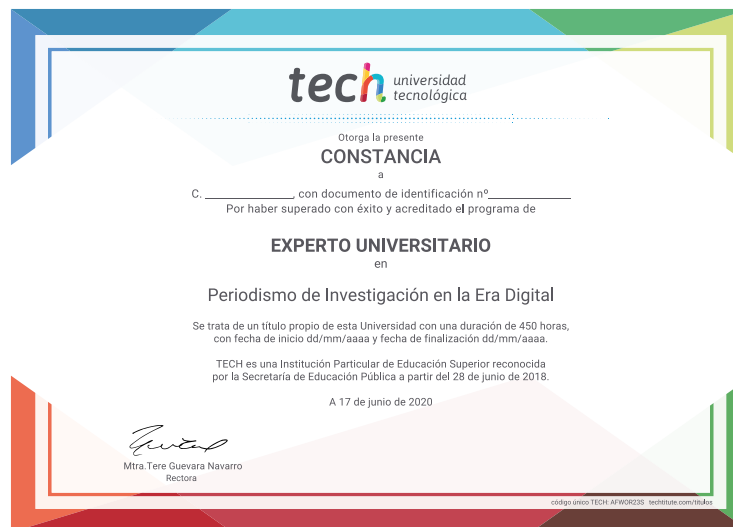 tech universidad
tecnológica
Otorga la presente
CONSTANCIA
a
C. ______________, con documento de identificación nº_____________
Por haber superado con éxito y acreditado el programa de
EXPERTO UNIVERSITARIO
en
Periodismo de Investigación en la Era Digital
Se trata de un título propio de esta Universidad con una duración de 450 horas,
con fecha de inicio dd/mm/aaaa y fecha de finalización dd/mm/aaaa.
TECH es una Institución Particular de Educación Superior reconocida
por la Secretaría de Educación Pública a partir del 28 de junio de 2018.
A 17 de junio de 2020
Mtra.Tere Guevara Navarro
Rectora
código único TECH: AFWOR23S techtitute.com/titulos